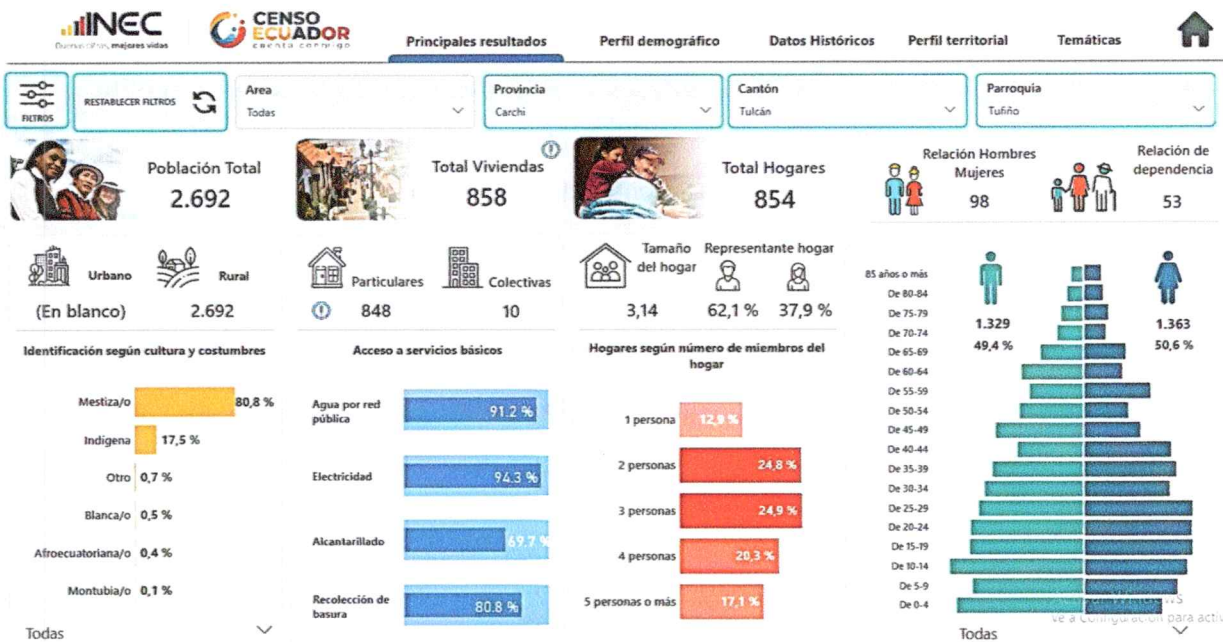 INEC
Buenas cifras, mejores vidas
CENSO
ECUADOR
cuenta conmigo
Principales resultados
Perfil demográfico
Datos Históricos
Perfil territorial
Temáticas
FILTROS
RESTABLECER FILTROS
Area
Todas
Provincia
Carchi
Cantón
Tulcán
Parroquia
Tufiño
Población Total
2.692
Total Viviendas
858
Total Hogares
854
Relación Hombres
Mujeres
98
Relación de
dependencia
53
Urbano
(En blanco)
Rural
2.692
Particulares
848
Colectivas
10
Tamaño
del hogar
3,14
Representante hogar
62,1 % 37,9 %
Identificación según cultura y costumbres
Mestiza/o 80,8 %
Indígena 17,5 %
Otro 0,7 %
Blanca/o 0,5 %
Afroecuatoriana/o 0,4 %
Montubia/o 0,1 %
Todas
Acceso a servicios básicos
Agua por red
pública
91.2 %
Electricidad 94.3 %
Alcantarillado 69.7 %
Recolección de
basura
80.8 %
Hogares según número de miembros del
hogar
1 persona 12,9 %
2 personas 24,8 %
3 personas 24,9 %
4 personas 20,3 %
5 personas o más 17,1 %
1.329
49,4 %
1.363
50,6 %
85 años o más
De 80-84
De 75-79
De 70-74
De 65-69
De 60-64
De 55-59
De 50-54
De 45-49
De 40-44
De 35-39
De 30-34
De 25-29
De 20-24
De 15-19
De 10-14
De 5-9
De 0-4
Todas
Ve a Configuración para activ